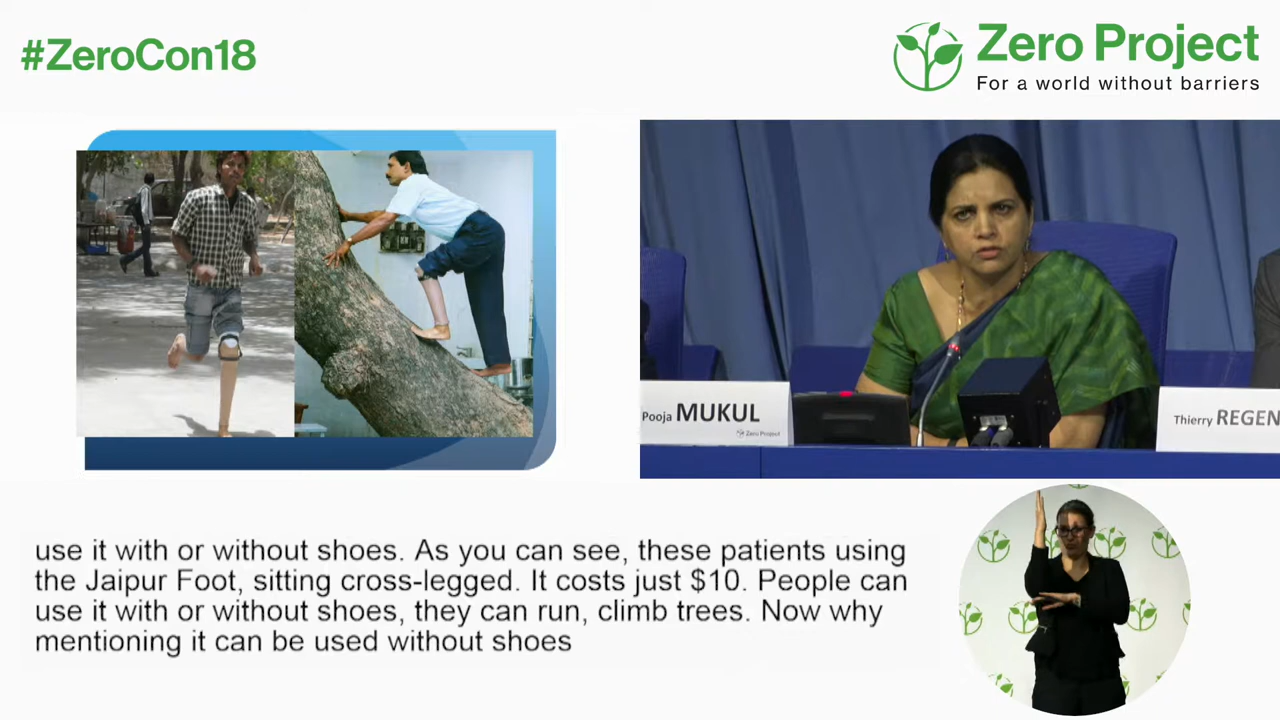 #ZeroCon18
Zero Project
For a world without barriers
Pooja MUKUL
Zero Project
Thierry REGEN
use it with or without shoes. As you can see, these patients using
the Jaipur Foot, sitting cross-legged. It costs just $10. People can
use it with or without shoes, they can run, climb trees. Now why
mentioning it can be used without shoes